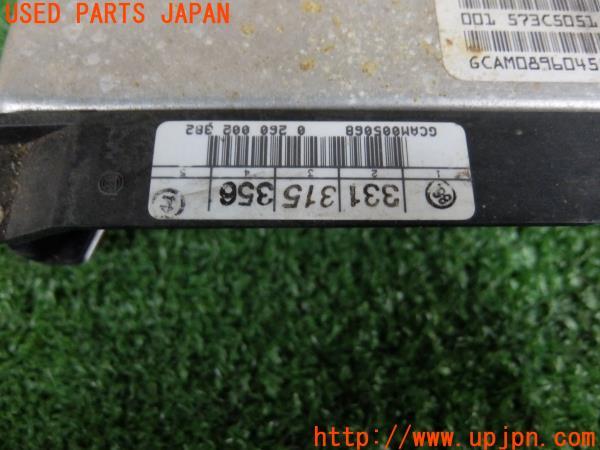 USED PARTS JAPAN
001 573C5051
GCAM0896045
331 315 356
1 2 3 4 5
GCAM005068 0 260 002 382
URL → www.upjpn.com